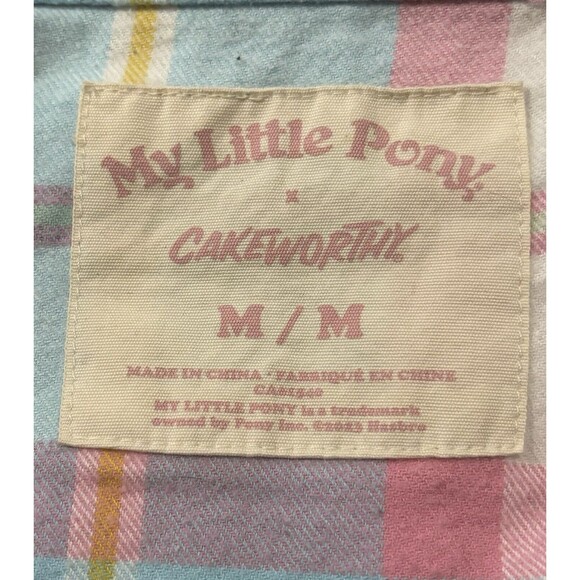 My Little Pony
x
CAKEWORTHY.
M / M
MADE IN CHINA · FABRIQUÉ EN CHINE
CA61340
MY LITTLE PONY is a trademark
owned by Pony Inc. ©2023 Hasbro